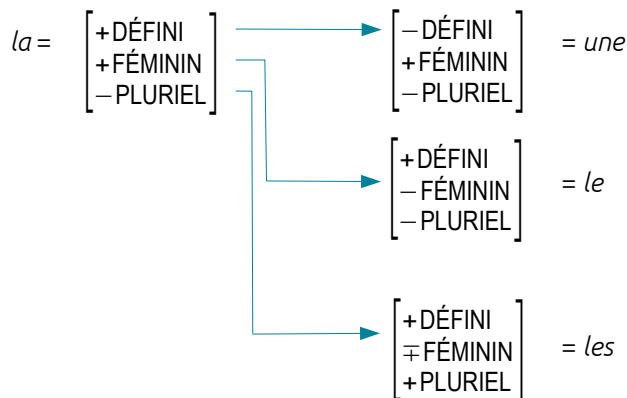 la = [+DÉFINI
+FÉMININ
−PLURIEL]
[−DÉFINI
+FÉMININ
−PLURIEL] = une
[+DÉFINI
−FÉMININ
−PLURIEL] = le
[+DÉFINI
∓FÉMININ
+PLURIEL] = les